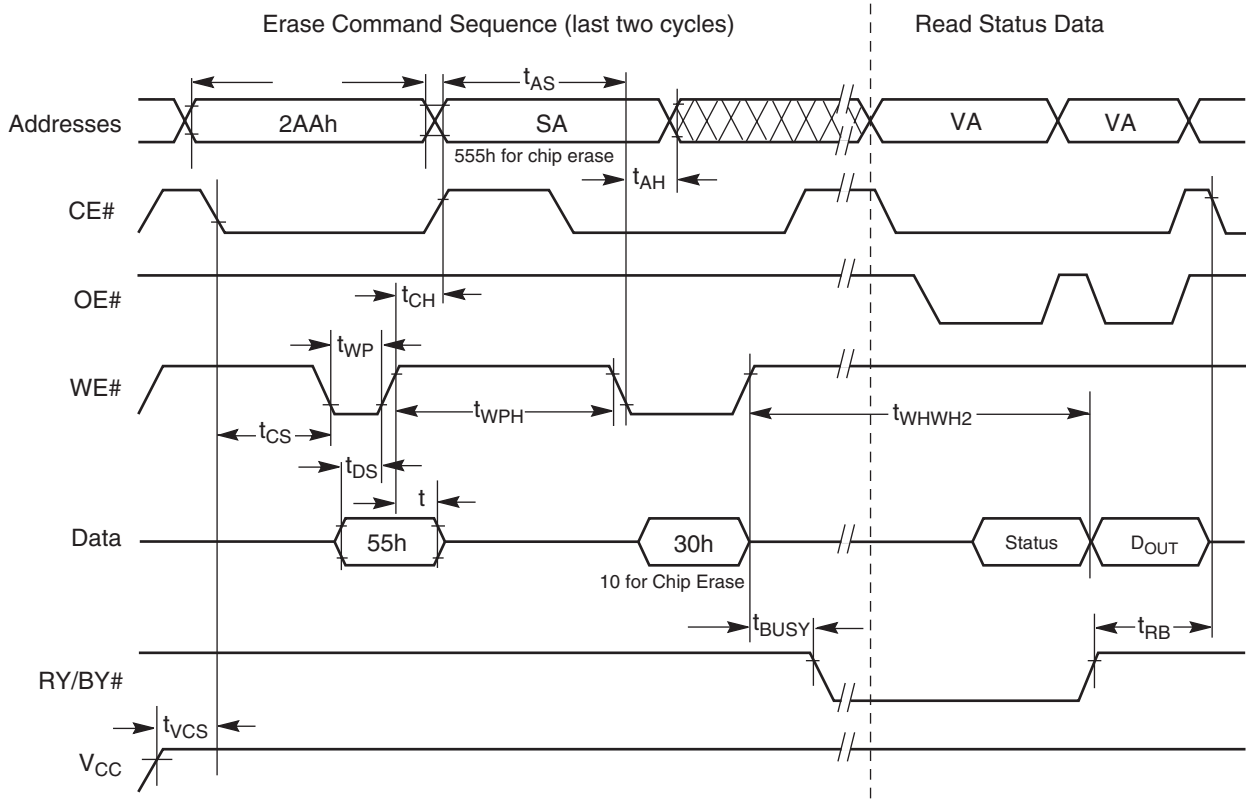 Erase Command Sequence (last two cycles)
Read Status Data
tAS
Addresses
2AAh
SA
VA
VA
555h for chip erase
tAH
CE#
OE#
tCH
tWP
WE#
tWPH
tWHWH2
tCS
tDS
t
Data
55h
30h
Status
DOUT
10 for Chip Erase
tBUSY
tRB
RY/BY#
tVCS
VCC